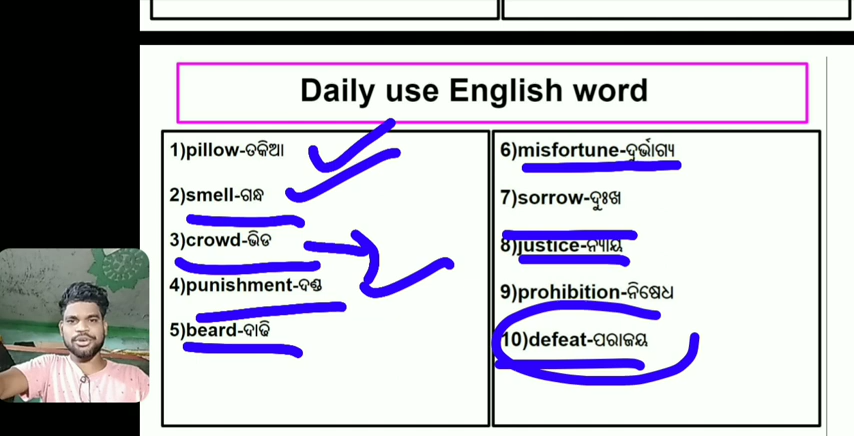 Daily use English word
1)pillow-ତକିଆ
2)smell-ଗନ୍ଧ
3)crowd-ଭିଡ
4)punishment-ଦଣ୍ଡ
5)beard-ଦାଢି
6)misfortune-ଦୁର୍ଭାଗ୍ୟ
7)sorrow-ଦୁଃଖ
8)justice-ନ୍ୟାୟ
9)prohibition-ନିଷେଧ
10)defeat-ପରାଜୟ